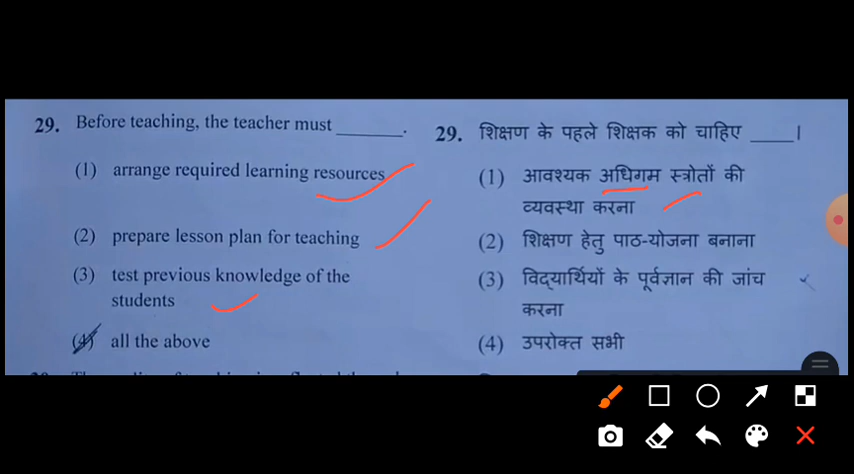 29. Before teaching, the teacher must ______.
(1) arrange required learning resources
(2) prepare lesson plan for teaching
(3) test previous knowledge of the
students
(4) all the above
29. शिक्षण के पहले शिक्षक को चाहिए ____।
(1) आवश्यक अधिगम स्त्रोतों की
व्यवस्था करना
(2) शिक्षण हेतु पाठ-योजना बनाना
(3) विद्यार्थियों के पूर्वज्ञान की जांच
करना
(4) उपरोक्त सभी